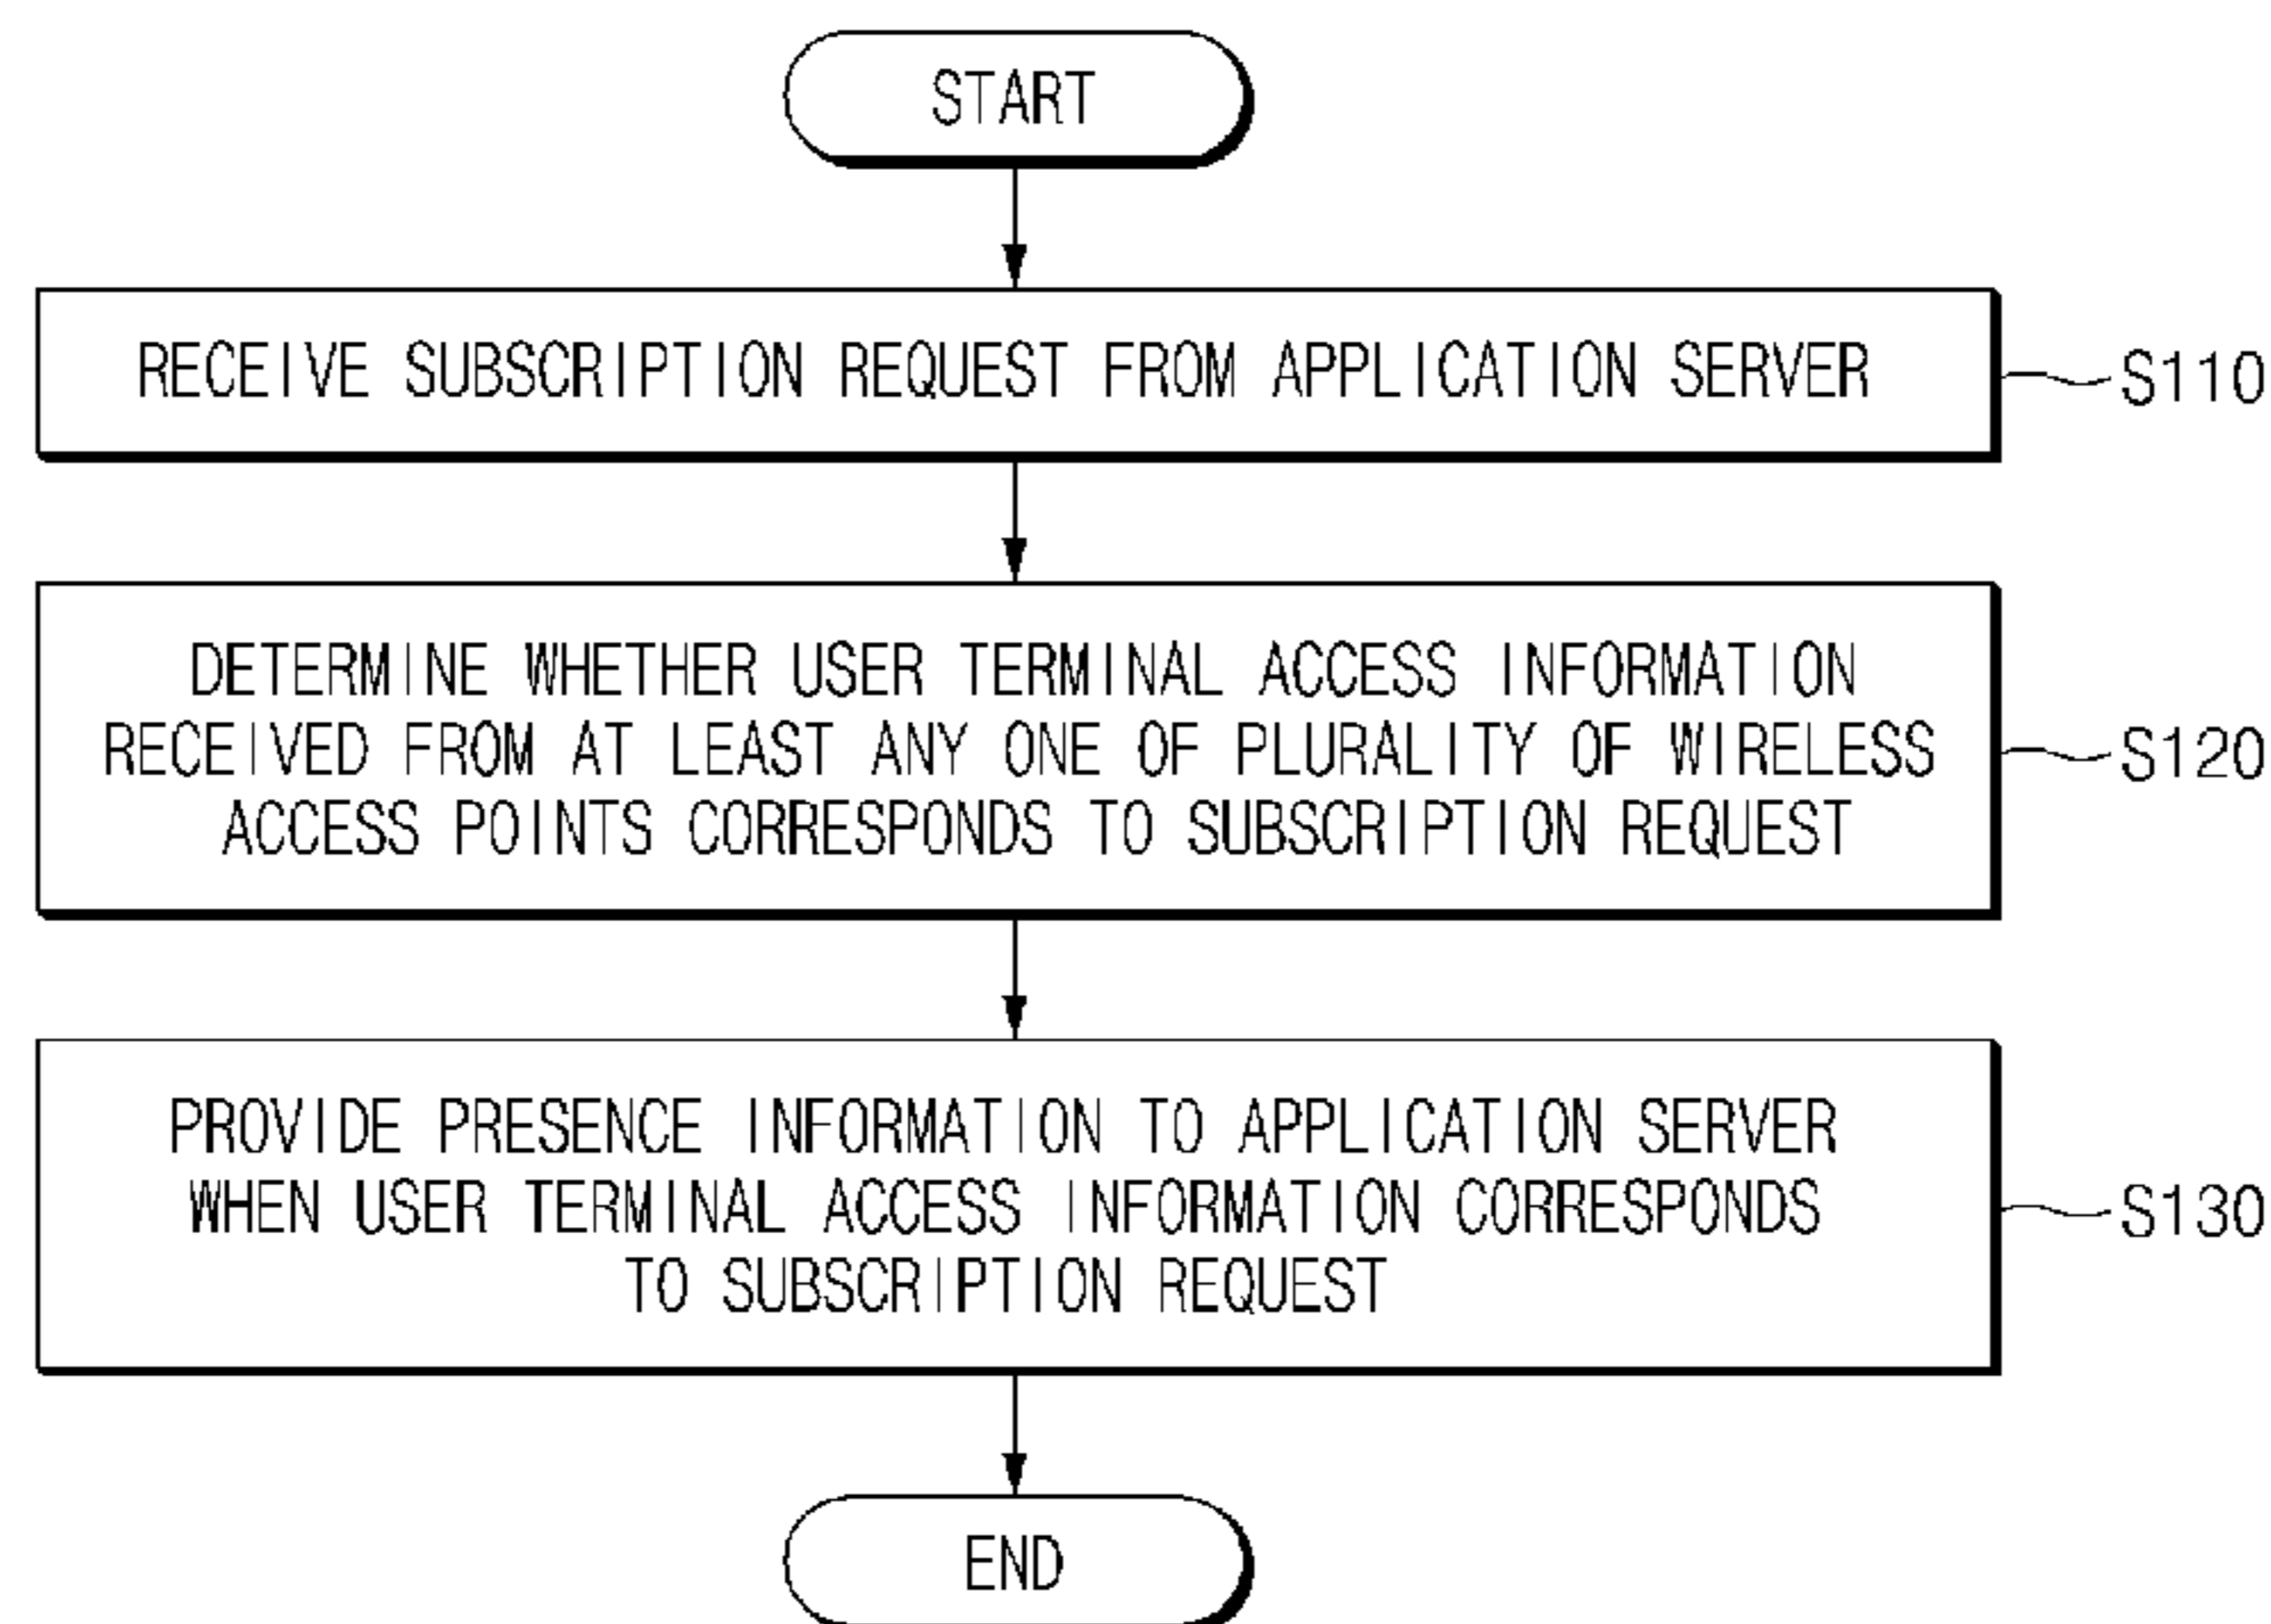 START
RECEIVE SUBSCRIPTION REQUEST FROM APPLICATION SERVER
S110
DETERMINE WHETHER USER TERMINAL ACCESS INFORMATION
RECEIVED FROM AT LEAST ANY ONE OF PLURALITY OF WIRELESS
ACCESS POINTS CORRESPONDS TO SUBSCRIPTION REQUEST
S120
PROVIDE PRESENCE INFORMATION TO APPLICATION SERVER
WHEN USER TERMINAL ACCESS INFORMATION CORRESPONDS
TO SUBSCRIPTION REQUEST
S130
END